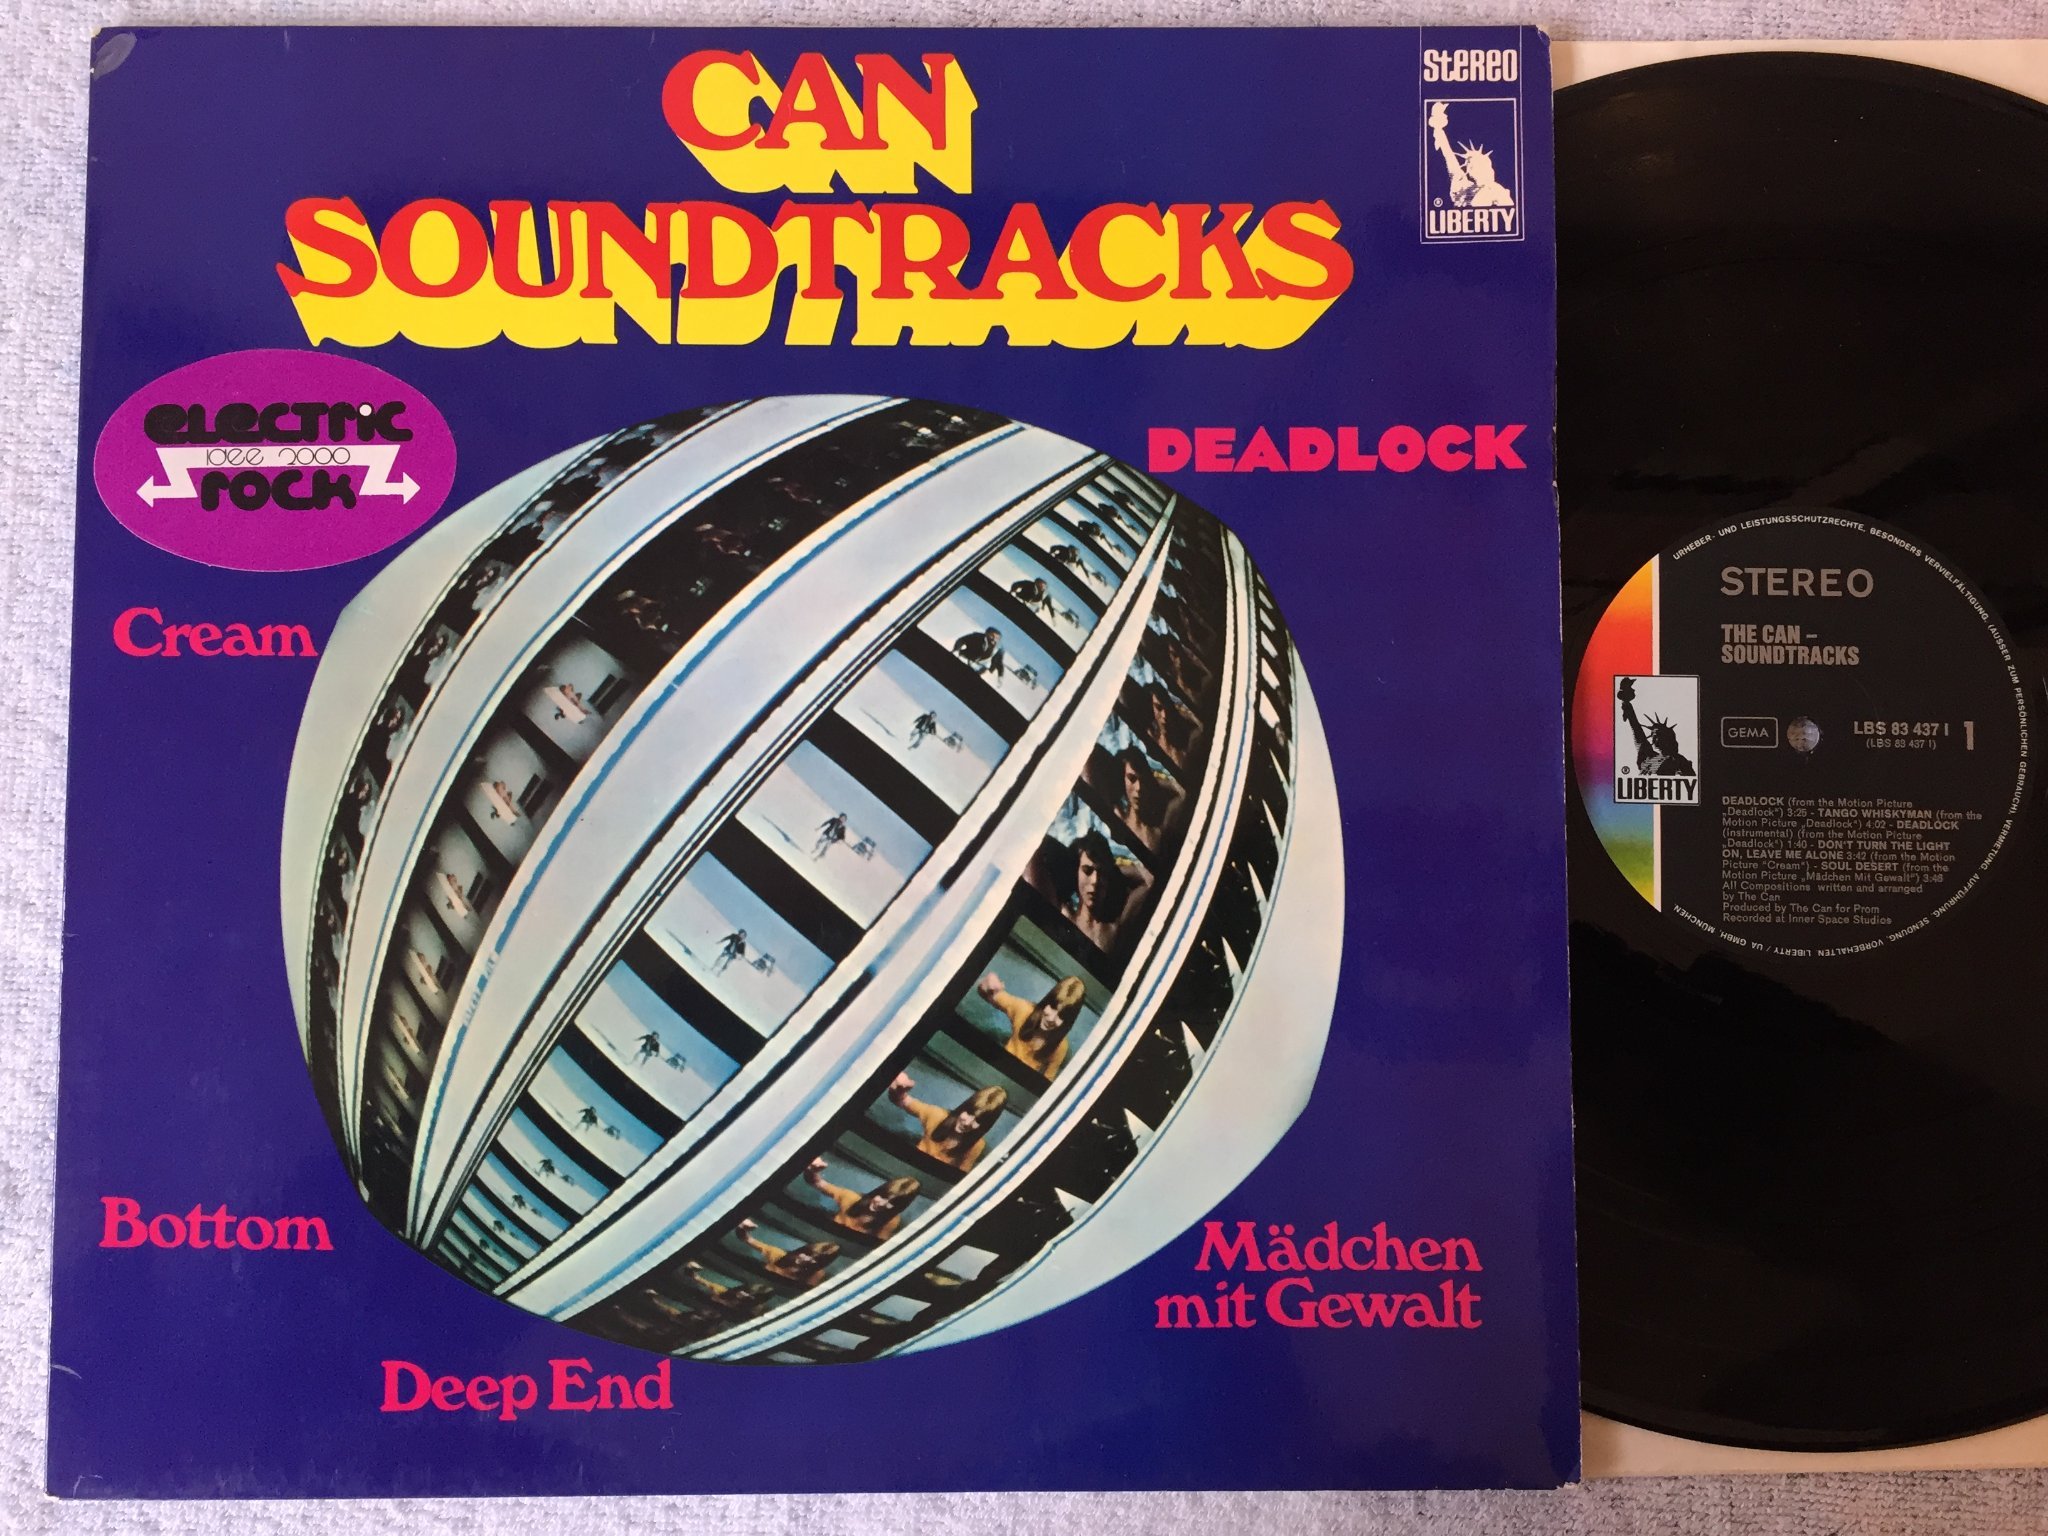 CAN
SOUNDTRACKS
STEREO
® LIBERTY
ELECTRIC
idee 2000
rock
DEADLOCK
Cream
Bottom
Deep End
Mädchen
mit Gewalt
URHEBER- UND LEISTUNGSSCHUTZRECHTE, BESONDERS VERVIELFÄLTIGUNG, (AUSSER ZUM PERSÖNLICHEN GEBRAUCH), VERMIETUNG, AUFFÜHRUNG, SENDUNG, VORBEHALTEN. LIBERTY / UA GMBH, MÜNCHEN.
STEREO
THE CAN –
SOUNDTRACKS
GEMA
LBS 83 437 I 1
(LBS 83 437 I)
® LIBERTY
DEADLOCK (from the Motion Picture
„Deadlock") 3:25 - TANGO WHISKYMAN (from the
Motion Picture „Deadlock") 4:02 - DEADLOCK
(instrumental) (from the Motion Picture
„Deadlock") 1:40 - DON'T TURN THE LIGHT
ON, LEAVE ME ALONE 3:42 (from the Motion
Picture "Cream") - SOUL DESERT (from the
Motion Picture „Mädchen Mit Gewalt") 3:48
All Compositions written and arranged
by The Can
Produced by The Can for Prom
Recorded at Inner Space Studios